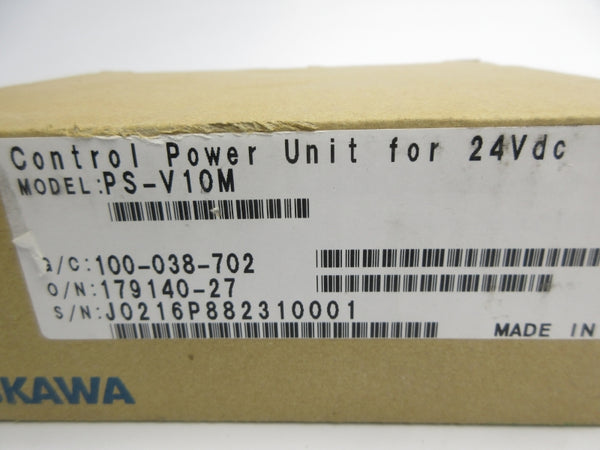 Control Power Unit for 24Vdc
MODEL:PS-V10M
G/C:100-038-702
O/N:179140-27
S/N:J0216P882310001
MADE IN
SKAWA